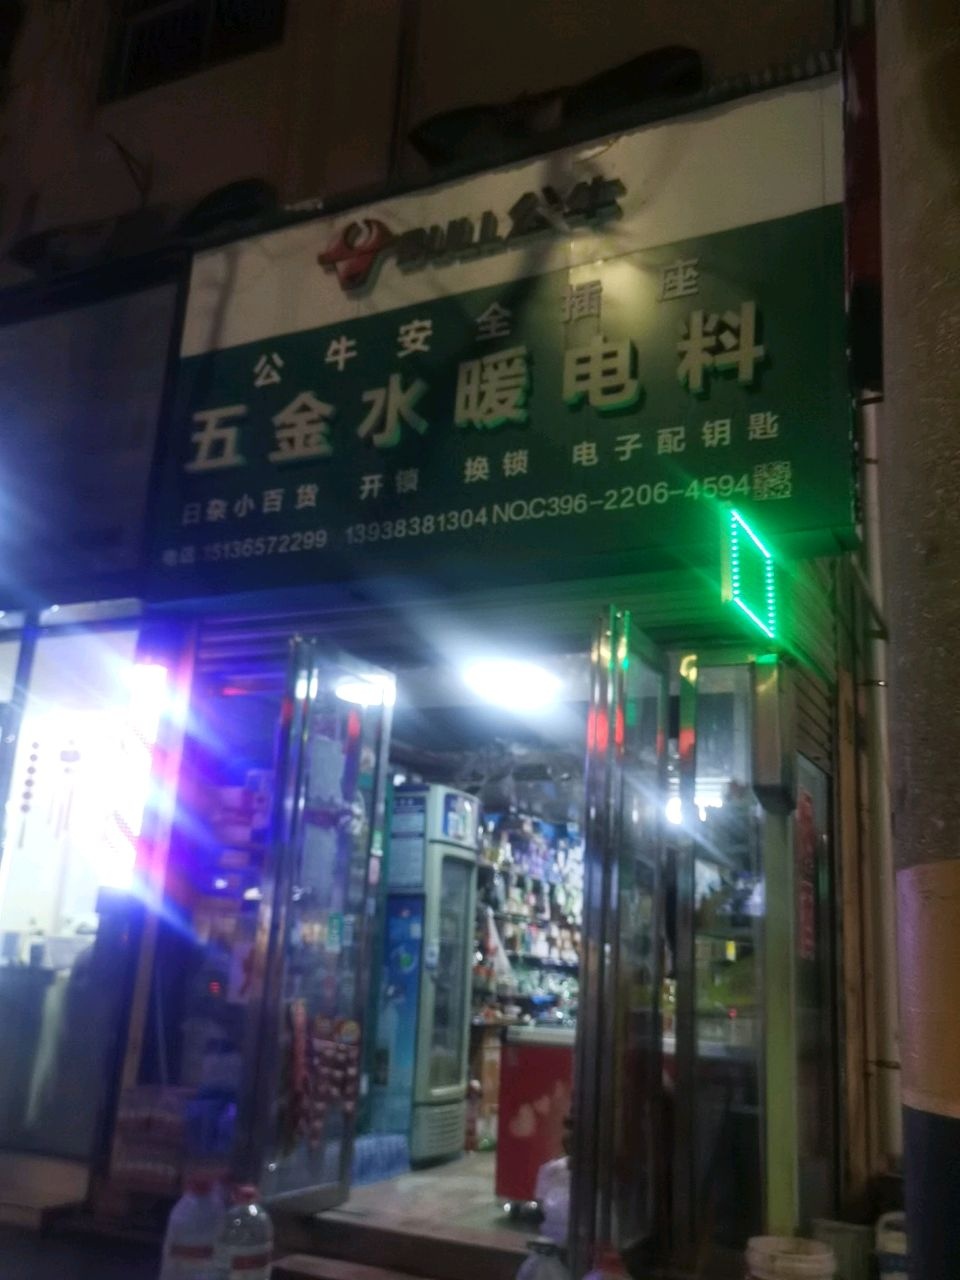 BULL公牛
公牛安全插座
五金水暖电料
日杂小百货 开锁 换锁 电子配钥匙
电话 15136572299 13938381304 NO.C396-2206-4594